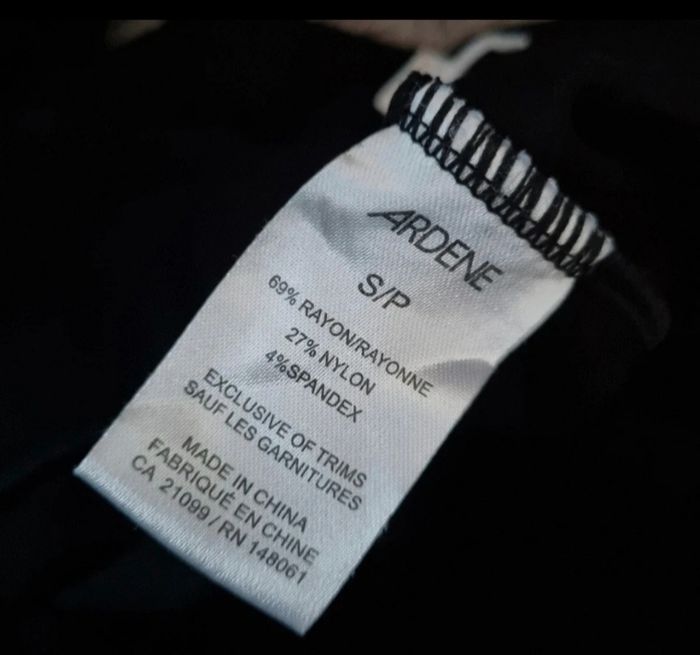 ARDENE
S/P
69% RAYON/RAYONNE
27% NYLON
4%SPANDEX
EXCLUSIVE OF TRIMS
SAUF LES GARNITURES
MADE IN CHINA
FABRIQUÉ EN CHINE
CA 21099 / RN 148061